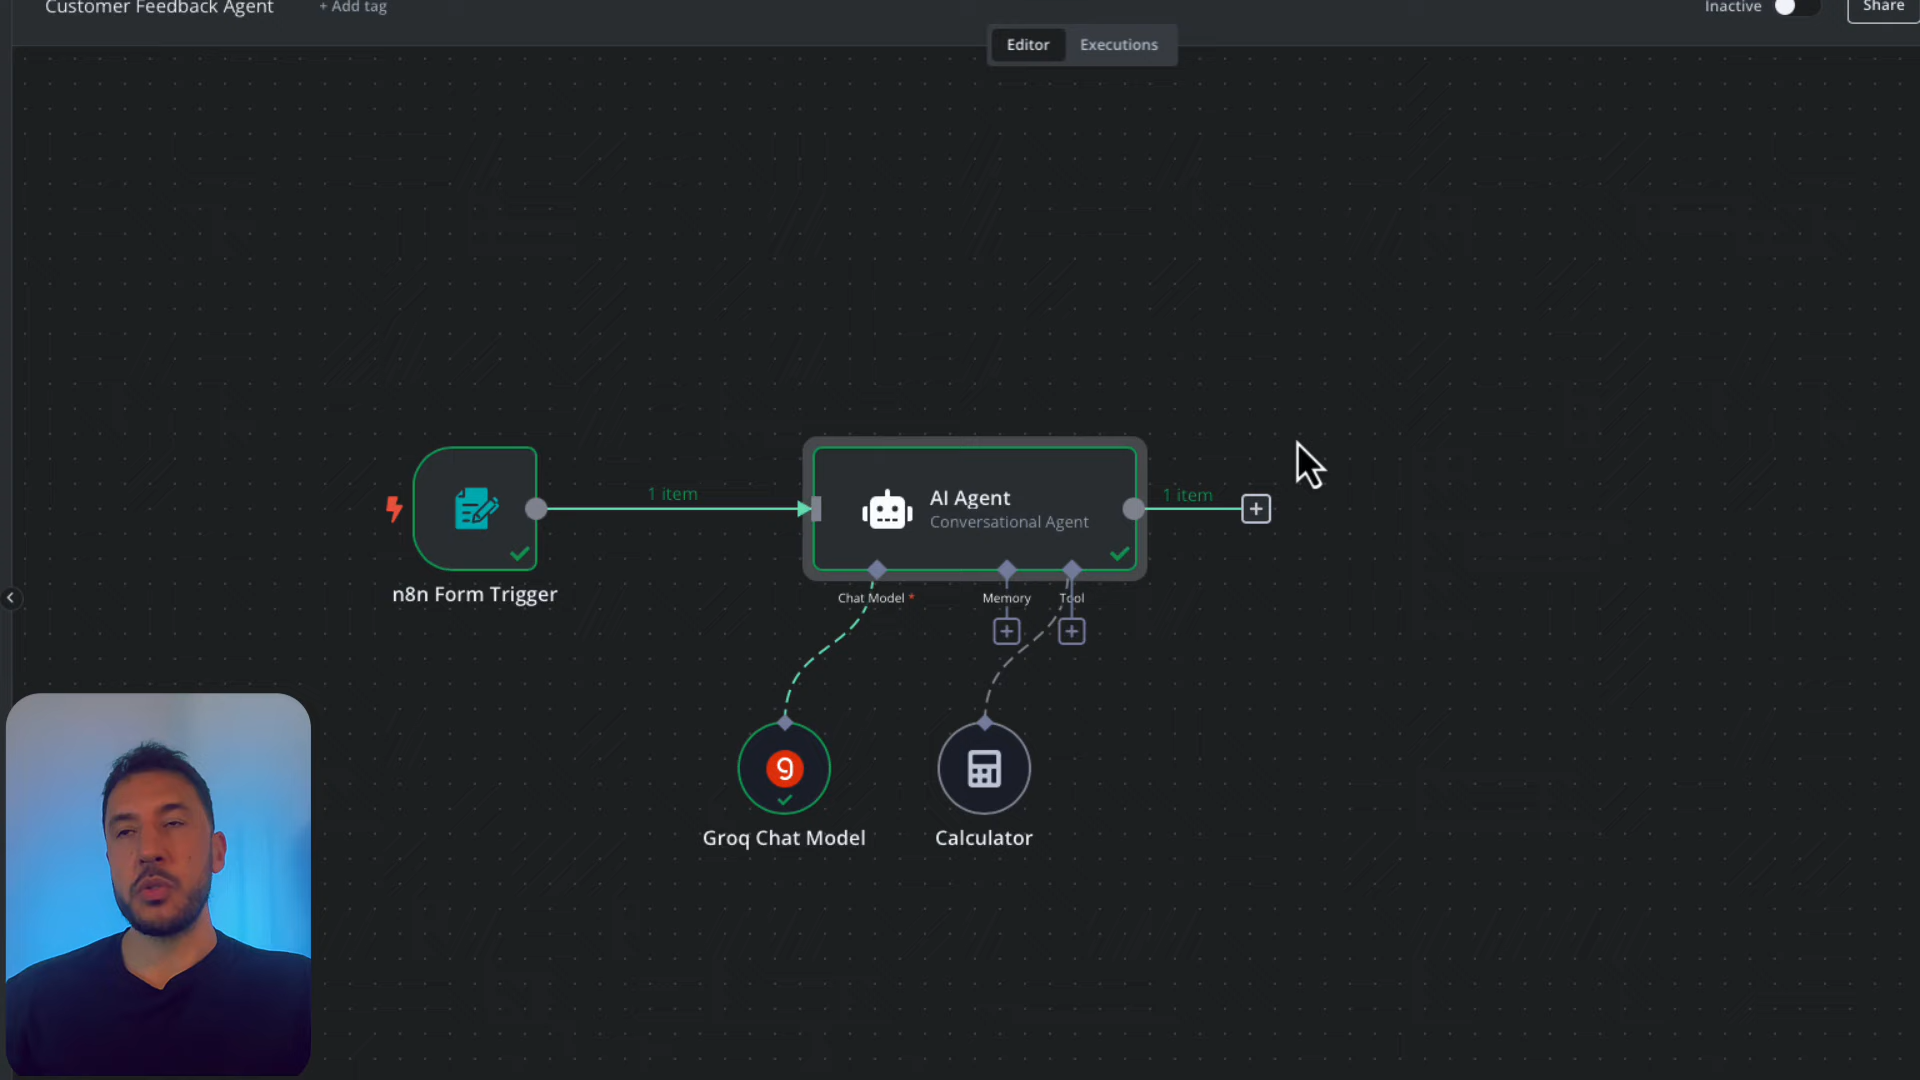 Customer Feedback Agent
+ Add tag
Inactive
Share
Editor
Executions
1 item
AI Agent
Conversational Agent
1 item
n8n Form Trigger
Chat Model *
Memory
Tool
Groq Chat Model
Calculator